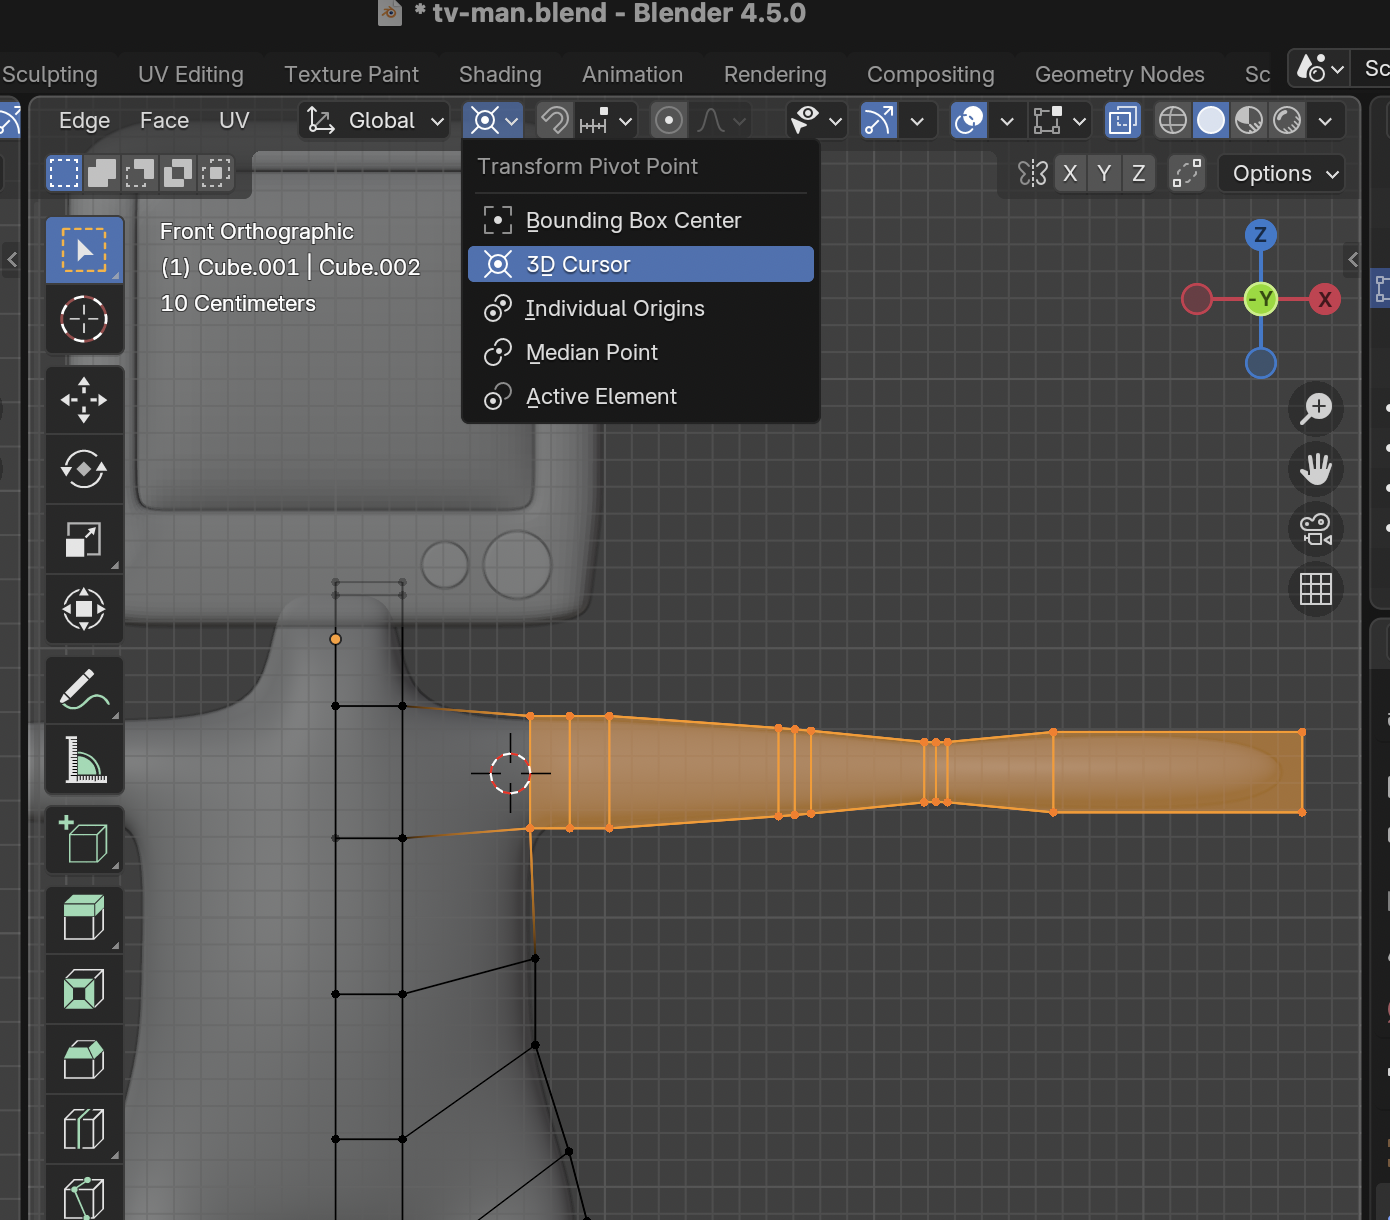 * tv-man.blend - Blender 4.5.0
Sculpting UV Editing Texture Paint Shading Animation Rendering Compositing Geometry Nodes Sc Sc
Edge Face UV Global
Transform Pivot Point
X Y Z Options
Bounding Box Center
3D Cursor
Individual Origins
Median Point
Active Element
Front Orthographic
(1) Cube.001 | Cube.002
10 Centimeters
Z
-Y X